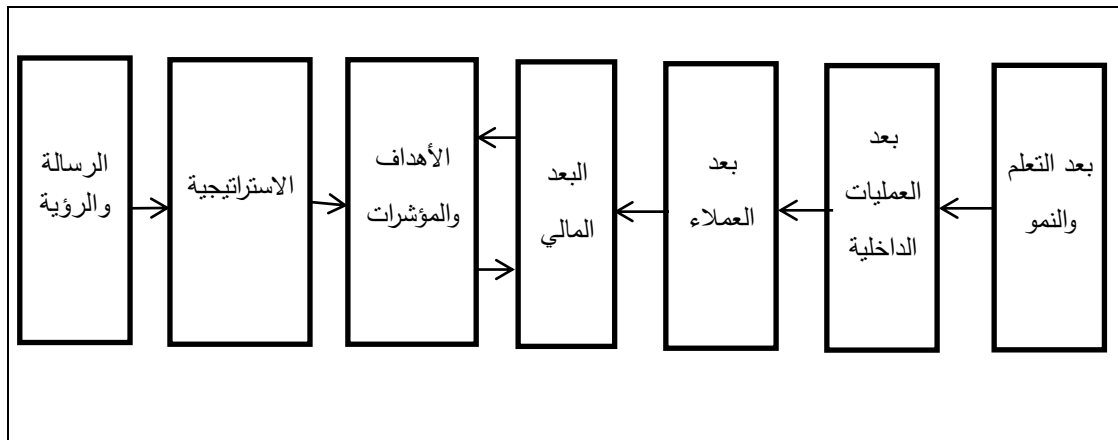 بعد التعلم
والنمو
بعد
العمليات
الداخلية
بعد
العملاء
البعد
المالي
الأهداف
والمؤشرات
الاستراتيجية
الرسالة
والرؤية